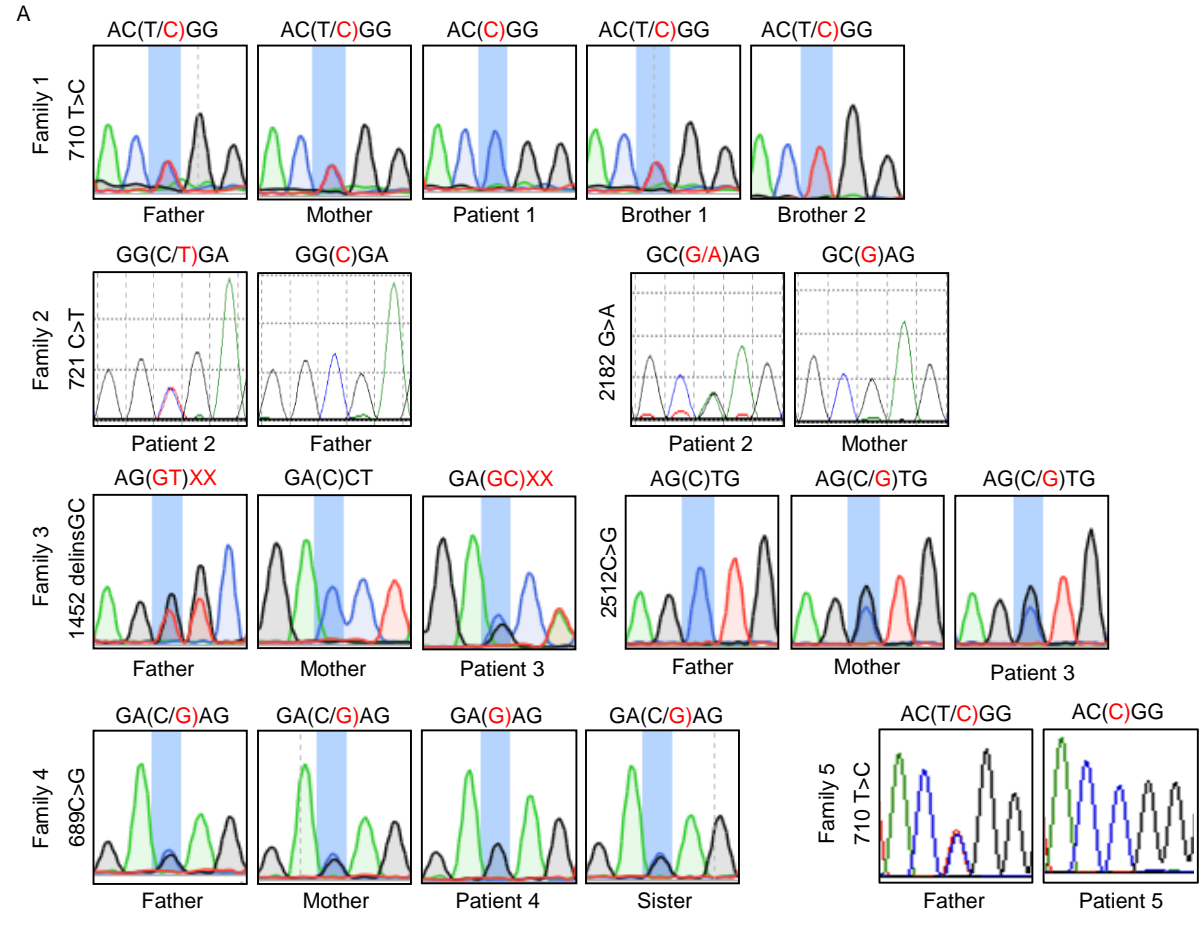 A
AC(T/C)GG AC(T/C)GG AC(C)GG AC(T/C)GG AC(T/C)GG
Family 1
710 T>C
Father Mother Patient 1 Brother 1 Brother 2
GG(C/T)GA GG(C)GA GC(G/A)AG GC(G)AG
Family 2
721 C>T
2182 G>A
Patient 2 Father Patient 2 Mother
AG(GT)XX GA(C)CT GA(GC)XX AG(C)TG AG(C/G)TG AG(C/G)TG
Family 3
1452 delinsGC
2512C>G
Father Mother Patient 3 Father Mother Patient 3
GA(C/G)AG GA(C/G)AG GA(G)AG GA(C/G)AG AC(T/C)GG AC(C)GG
Family 4
689C>G
Family 5
710 T>C
Father Mother Patient 4 Sister Father Patient 5